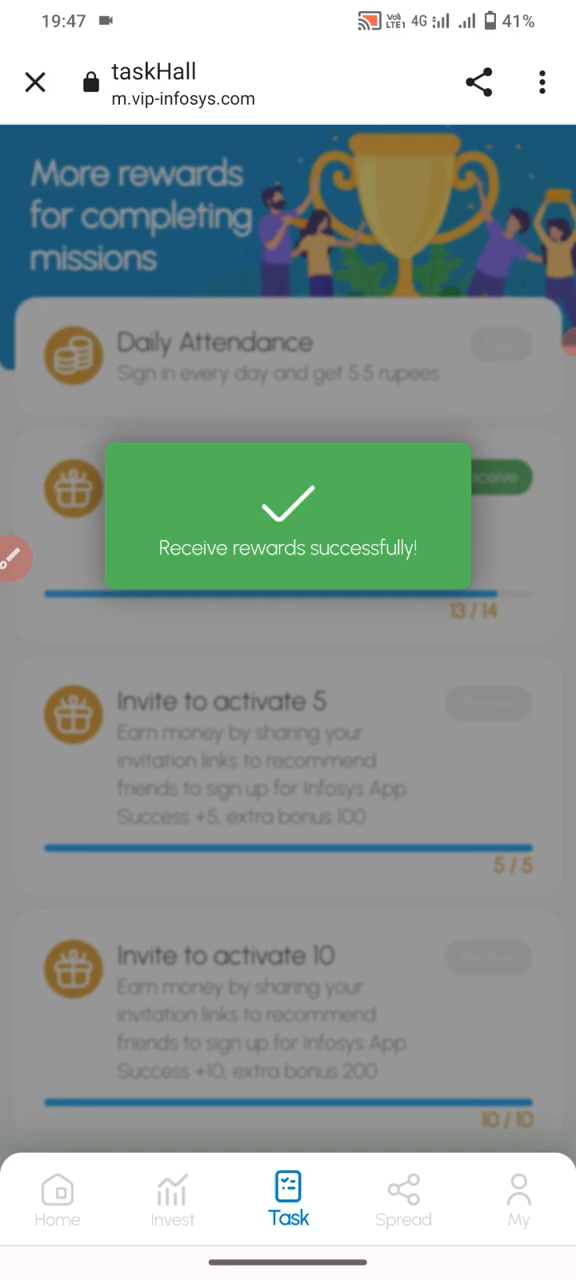 19:47
Vo)
LTE1
4G
41%
taskHall
m.vip-infosys.com
More rewards
for completing
missions
Daily Attendance
Sign in every day and get 5.5 rupees
13 / 14
Receive rewards successfully!
Invite to activate 5
Earn money by sharing your
invitation links to recommend
friends to sign up for Infosys App.
Success +5, extra bonus 100
5 / 5
Invite to activate 10
Earn money by sharing your
invitation links to recommend
friends to sign up for Infosys App.
Success +10, extra bonus 200
10 / 10
Home
Invest
Task
Spread
My